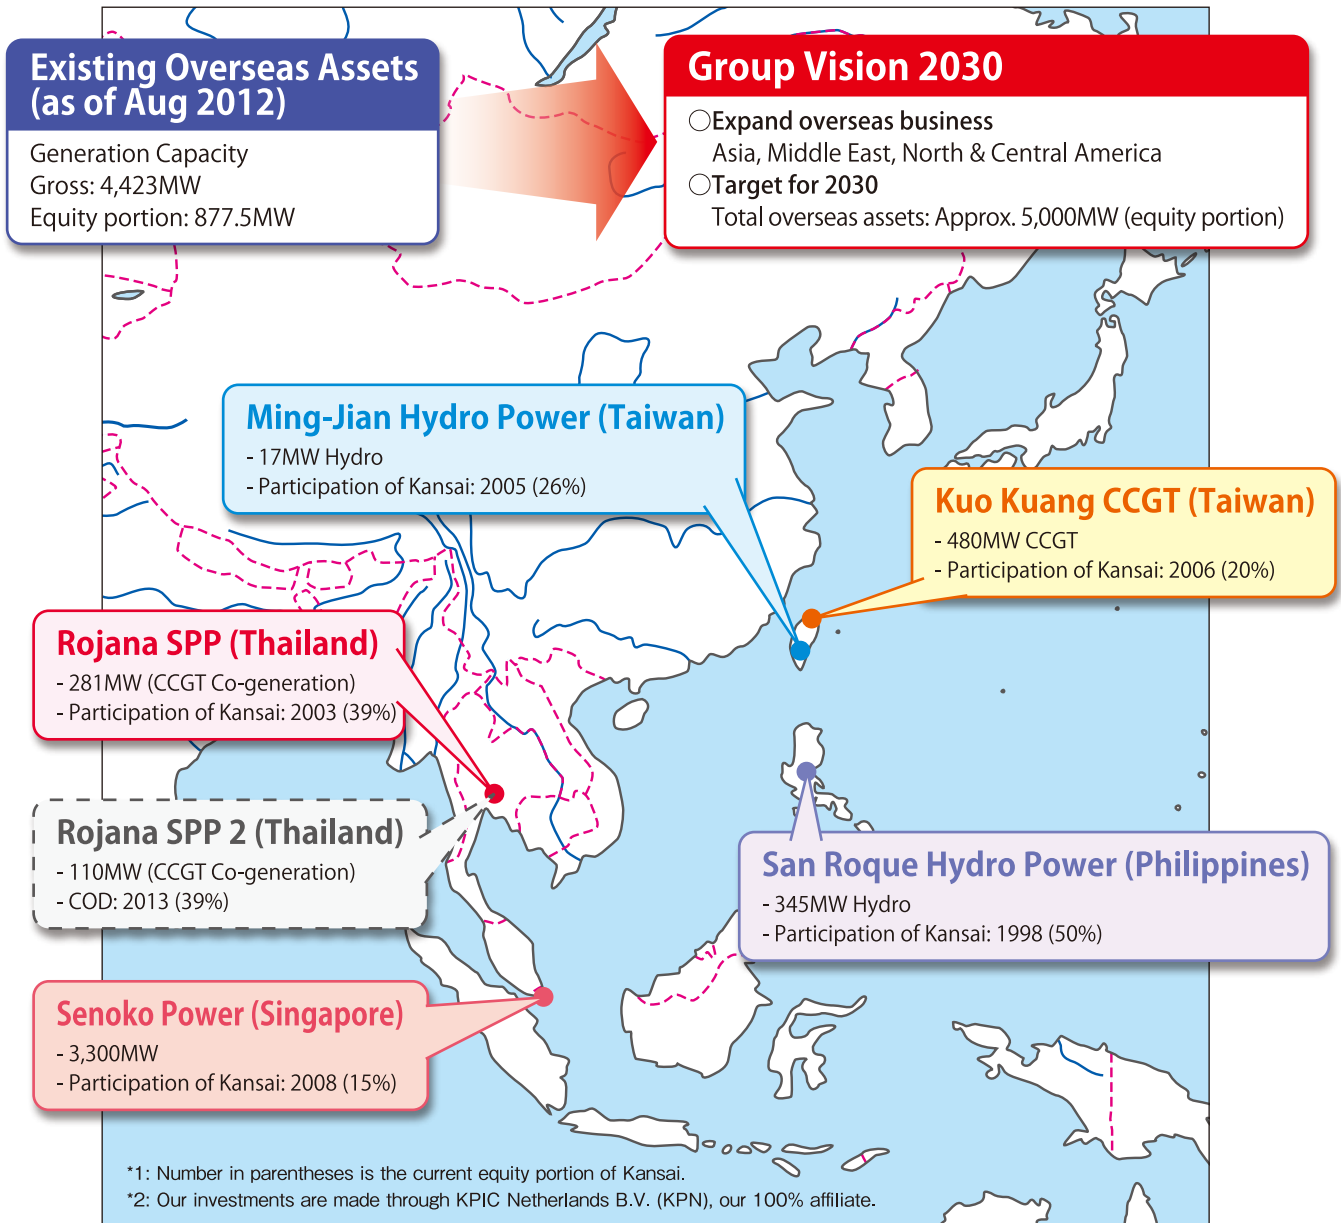 Existing Overseas Assets
(as of Aug 2012)
Generation Capacity
Gross: 4,423MW
Equity portion: 877.5MW
Group Vision 2030
○Expand overseas business
Asia, Middle East, North & Central America
○Target for 2030
Total overseas assets: Approx. 5,000MW (equity portion)
Ming-Jian Hydro Power (Taiwan)
- 17MW Hydro
- Participation of Kansai: 2005 (26%)
Kuo Kuang CCGT (Taiwan)
- 480MW CCGT
- Participation of Kansai: 2006 (20%)
Rojana SPP (Thailand)
- 281MW (CCGT Co-generation)
- Participation of Kansai: 2003 (39%)
Rojana SPP 2 (Thailand)
- 110MW (CCGT Co-generation)
- COD: 2013 (39%)
San Roque Hydro Power (Philippines)
- 345MW Hydro
- Participation of Kansai: 1998 (50%)
Senoko Power (Singapore)
- 3,300MW
- Participation of Kansai: 2008 (15%)
*1: Number in parentheses is the current equity portion of Kansai.
*2: Our investments are made through KPIC Netherlands B.V. (KPN), our 100% affiliate.